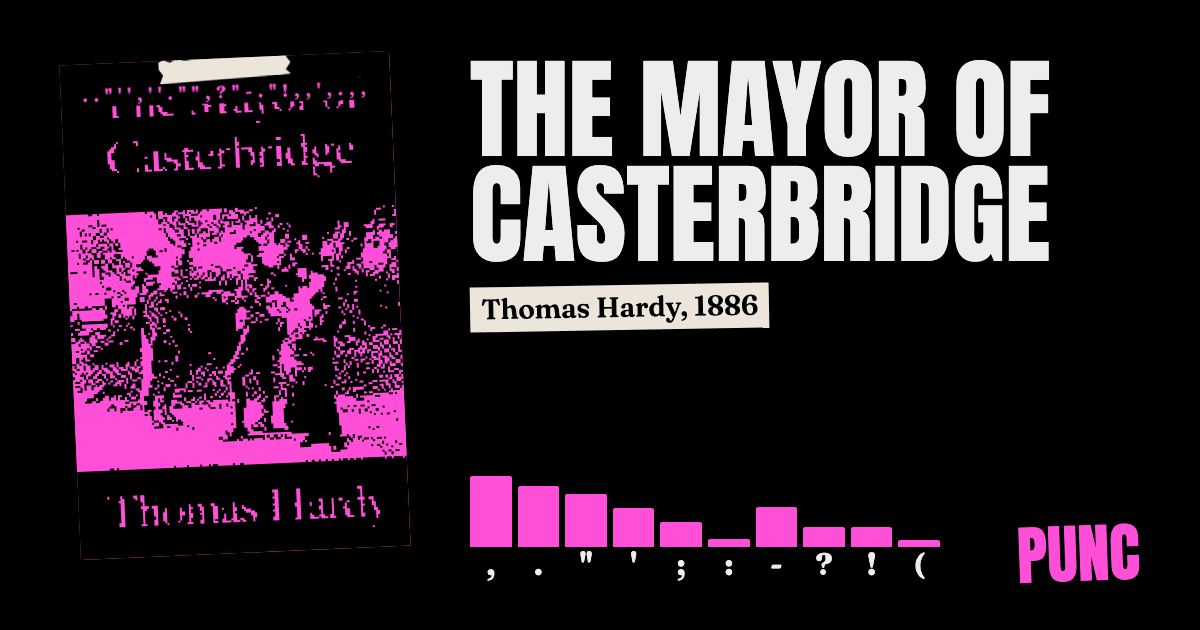 The Mayor of
Casterbridge
Thomas Hardy
THE MAYOR OF
CASTERBRIDGE
Thomas Hardy, 1886
, . " ' ; : - ? ! (
PUNC